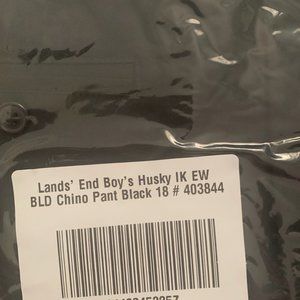 Lands' End Boy's Husky IK EW
BLD Chino Pant Black 18 # 403844